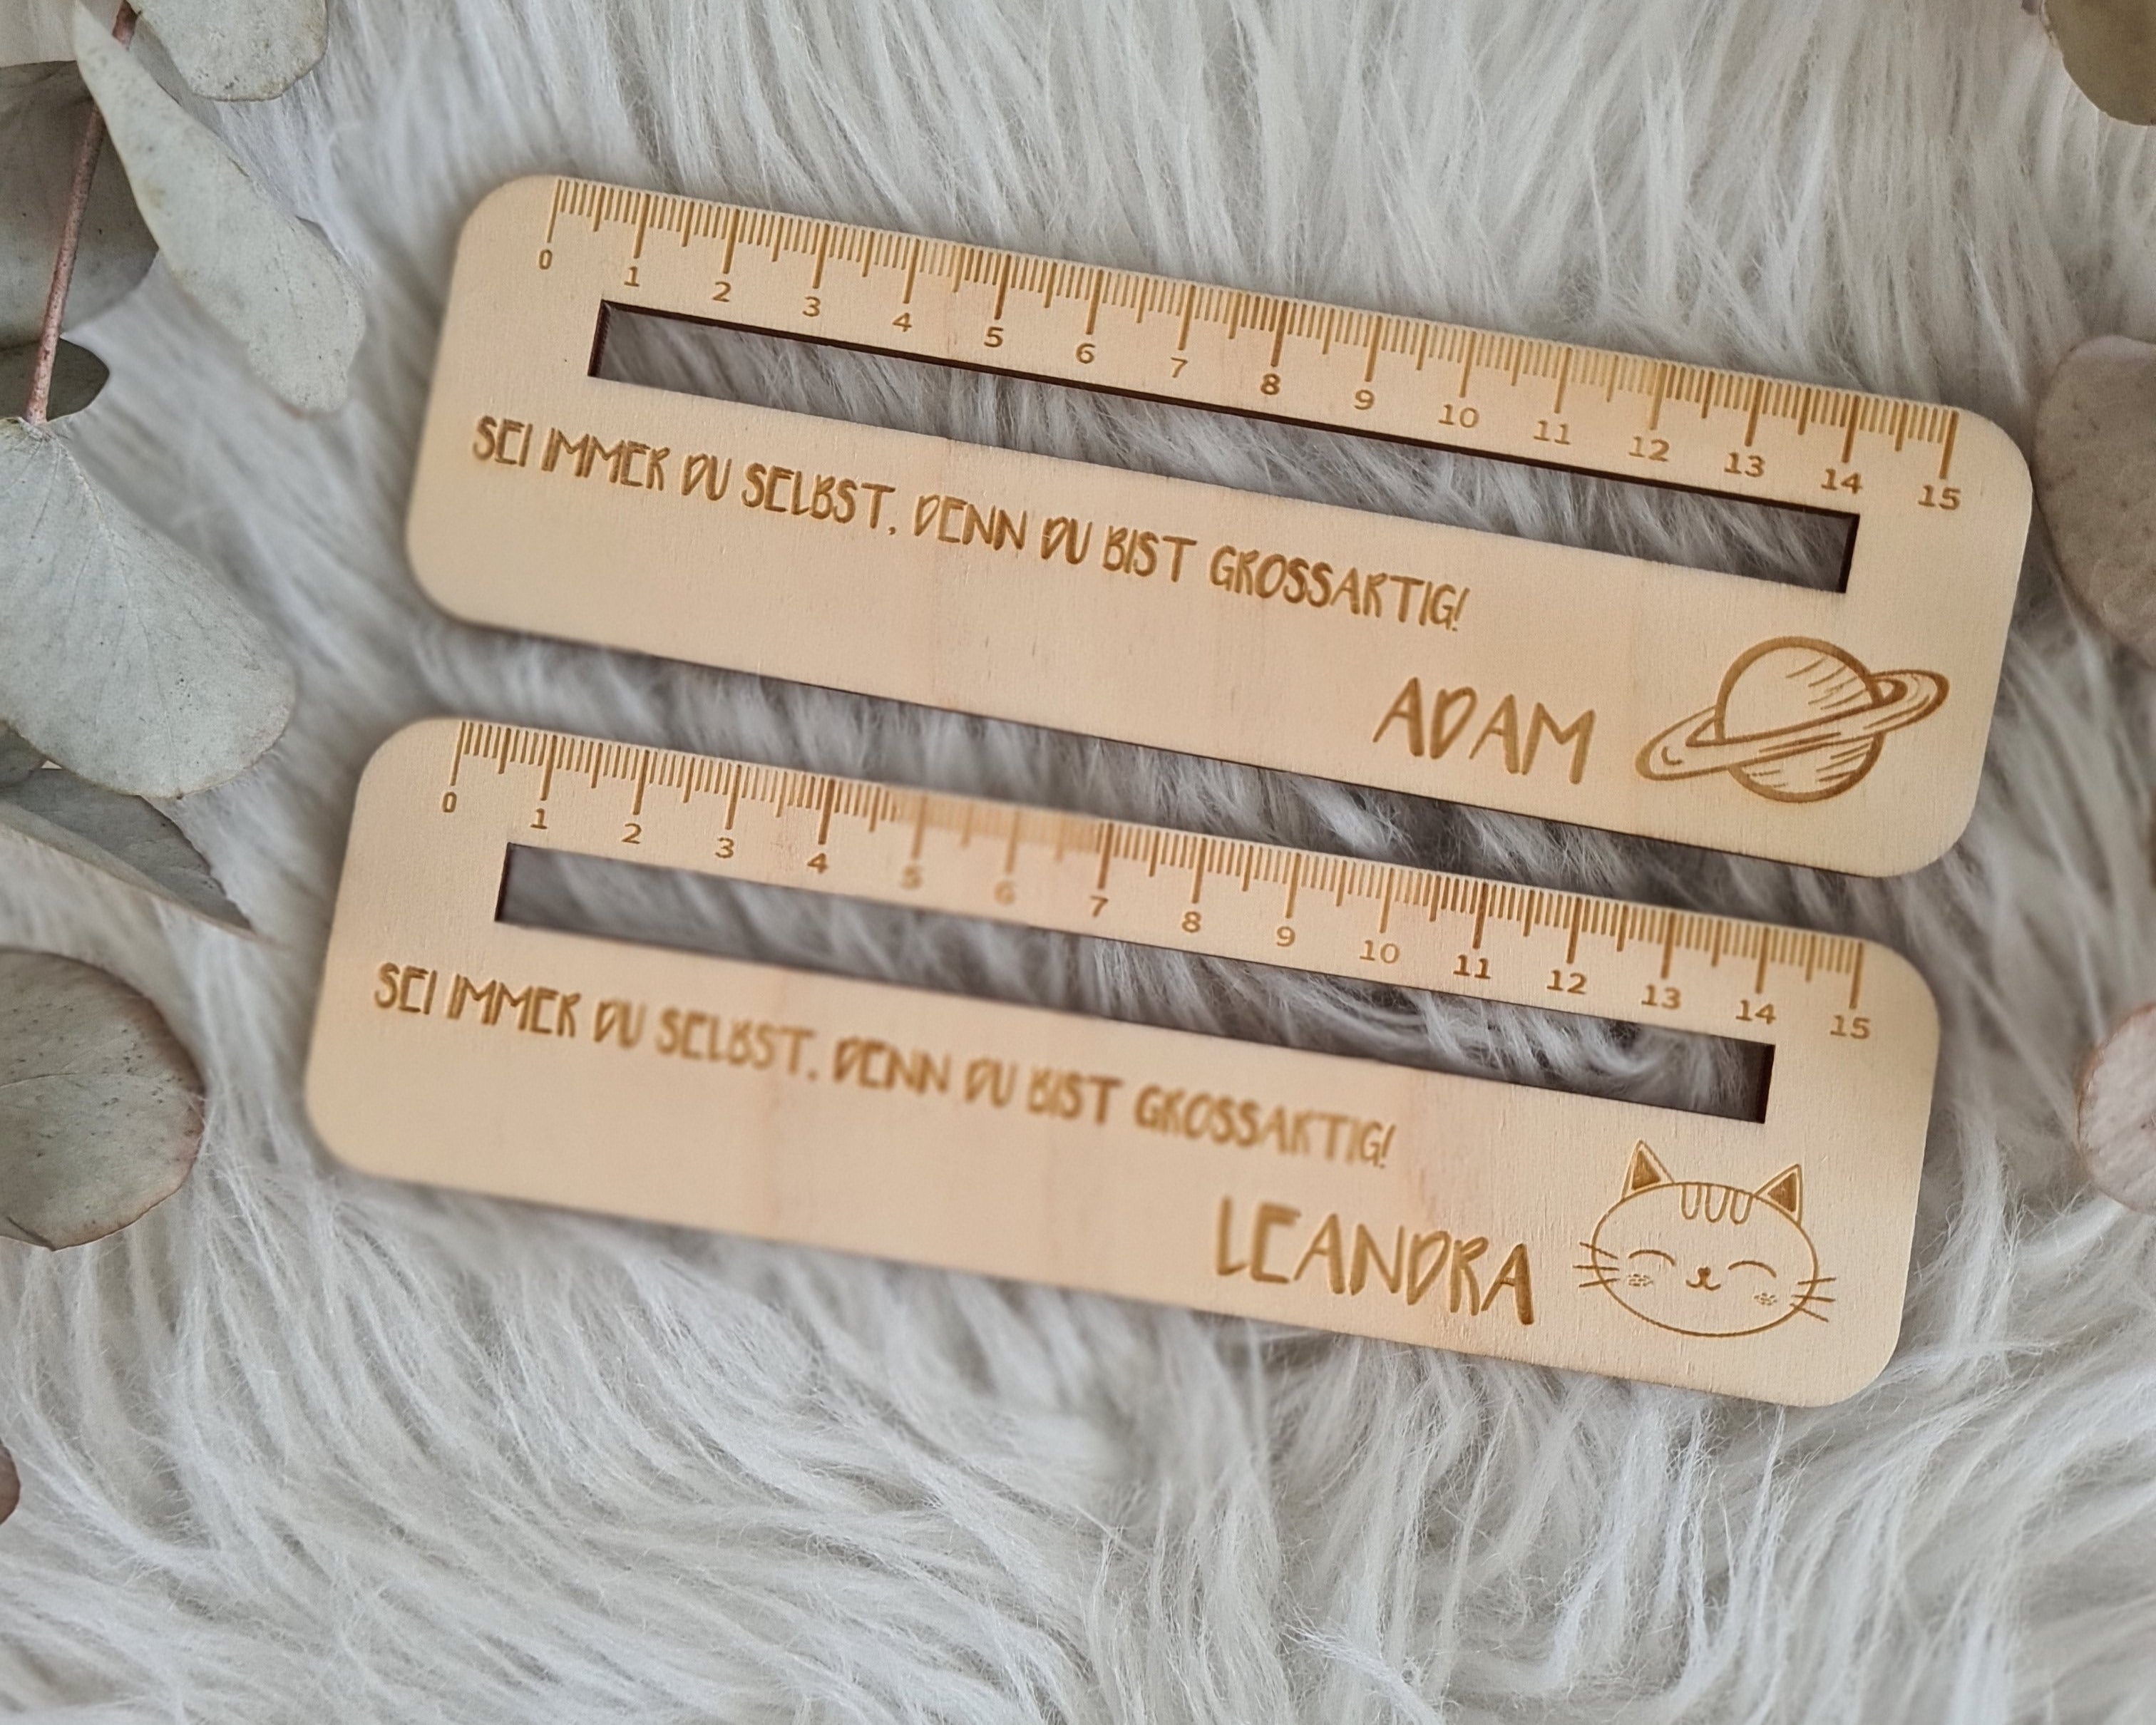 0 1 2 3 4 5 6 7 8 9 10 11 12 13 14 15
SEI IMMER DU SELBST, DENN DU BIST GROSSARTIG!
ADAM
0 1 2 3 4 5 6 7 8 9 10 11 12 13 14 15
SEI IMMER DU SELBST, DENN DU BIST GROSSARTIG!
LEANDRA